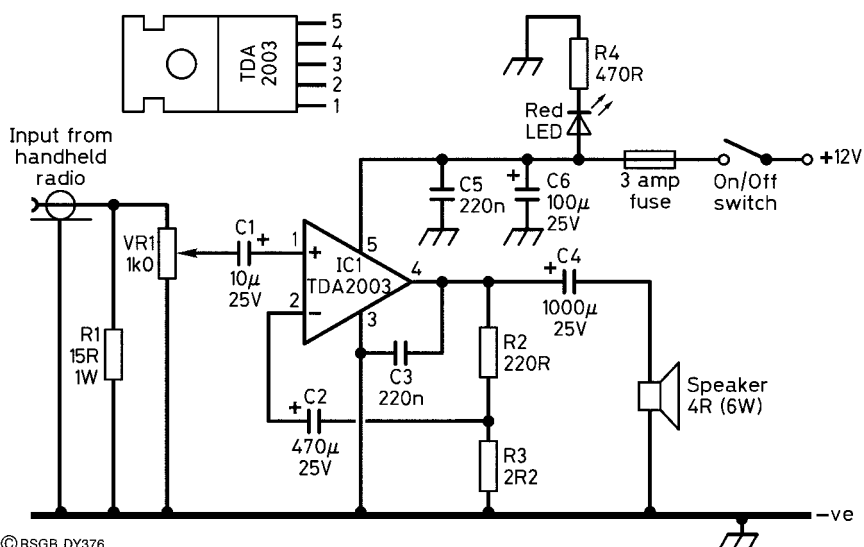 TDA
2003
5
4
3
2
1
R4
470R
Red
LED
Input from
handheld
radio
+12V
C5
220n
+
C6
100μ
25V
3 amp
fuse
On/Off
switch
VR1
1k0
C1
+
10μ
25V
1
+
5
IC1
TDA2003
4
2
−
3
+
C4
1000μ
25V
R1
15R
1W
C3
220n
R2
220R
Speaker
4R (6W)
+
C2
470μ
25V
R3
2R2
−ve
© RSGB DY376